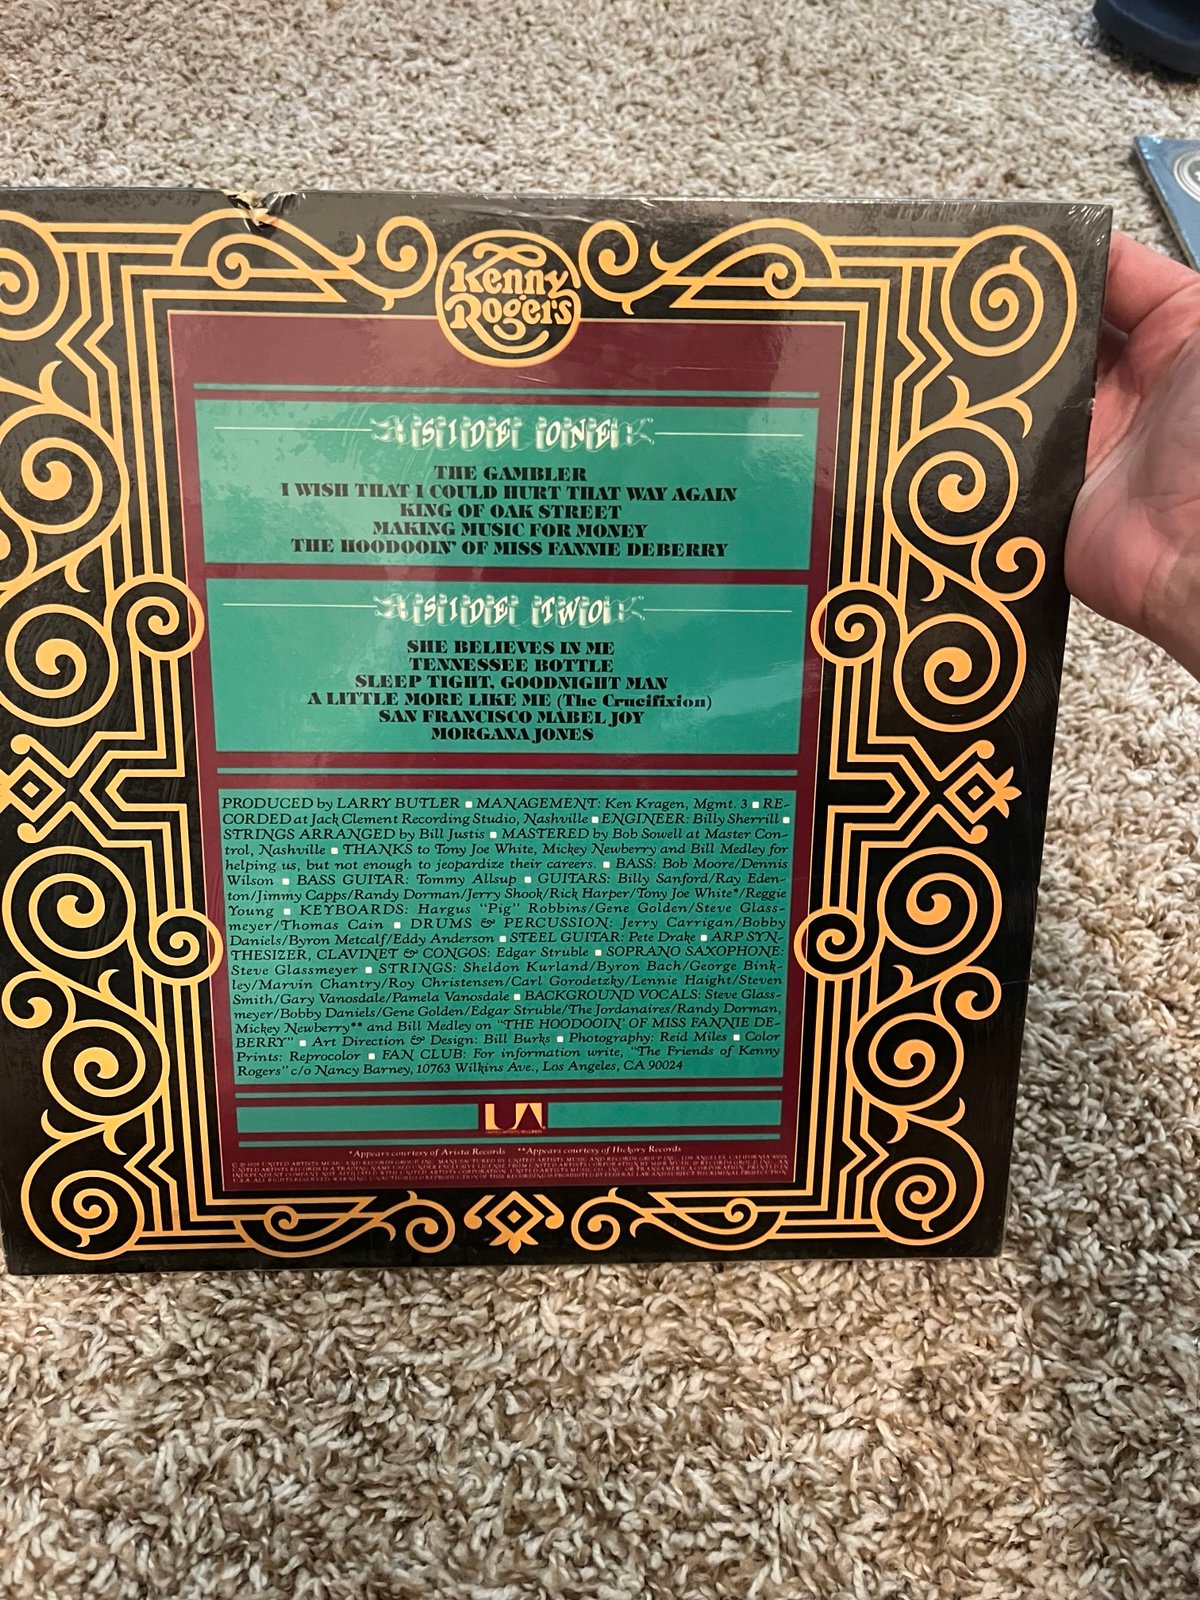 Kenny
Rogers
SIDE ONE
THE GAMBLER
I WISH THAT I COULD HURT THAT WAY AGAIN
KING OF OAK STREET
MAKING MUSIC FOR MONEY
THE HOODOOIN' OF MISS FANNIE DEBERRY
SIDE TWO
SHE BELIEVES IN ME
TENNESSEE BOTTLE
SLEEP TIGHT, GOODNIGHT MAN
A LITTLE MORE LIKE ME (The Crucifixion)
SAN FRANCISCO MABEL JOY
MORGANA JONES
PRODUCED by LARRY BUTLER ■ MANAGEMENT: Ken Kragen, Mgmt. 3 ■ RE-
CORDED at Jack Clement Recording Studio, Nashville ■ ENGINEER: Billy Sherrill ■
STRINGS ARRANGED by Bill Justis ■ MASTERED by Bob Sowell at Master Con-
trol, Nashville ■ THANKS to Tony Joe White, Mickey Newberry and Bill Medley for
helping us, but not enough to jeopardize their careers. ■ BASS: Bob Moore/Dennis
Wilson ■ BASS GUITAR: Tommy Allsup ■ GUITARS: Billy Sanford/Ray Eden-
ton/Jimmy Capps/Randy Dorman/Jerry Shook/Rick Harper/Tony Joe White*/Reggie
Young ■ KEYBOARDS: Hargus "Pig" Robbins/Gene Golden/Steve Glass-
meyer/Thomas Cain ■ DRUMS & PERCUSSION: Jerry Carrigan/Bobby
Daniels/Byron Metcalf/Eddy Anderson ■ STEEL GUITAR: Pete Drake ■ ARP SYN-
THESIZER, CLAVINET & CONGOS: Edgar Struble ■ SOPRANO SAXOPHONE:
Steve Glassmeyer ■ STRINGS: Sheldon Kurland/Byron Bach/George Bink-
ley/Marvin Chantry/Roy Christensen/Carl Gorodetzky/Lennie Haight/Steven
Smith/Gary Vanosdale/Pamela Vanosdale ■ BACKGROUND VOCALS: Steve Glass-
meyer/Bobby Daniels/Gene Golden/Edgar Struble/The Jordanaires/Randy Dorman,
Mickey Newberry** and Bill Medley on "THE HOODOOIN' OF MISS FANNIE DE-
BERRY" ■ Art Direction & Design: Bill Burks ■ Photography: Reid Miles ■ Color
Prints: Reprocolor ■ FAN CLUB: For information write, "The Friends of Kenny
Rogers" c/o Nancy Barney, 10763 Wilkins Ave., Los Angeles, CA 90024
UA
UNITED ARTISTS RECORDS
*Appears courtesy of Arista Records **Appears courtesy of Hickory Records